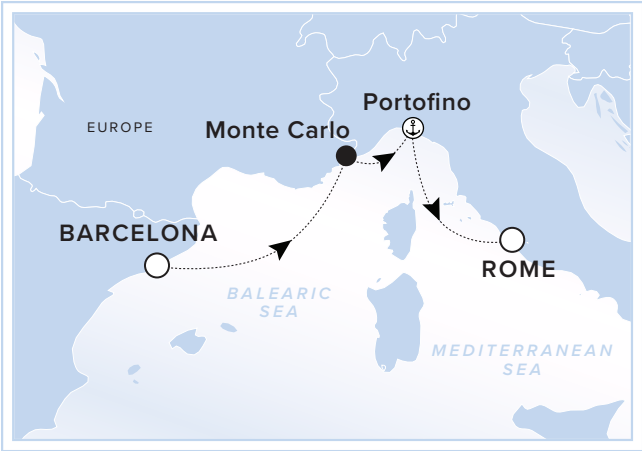 Portofino
EUROPE
Monte Carlo
BARCELONA
ROME
BALEARIC
SEA
MEDITERRANEAN
SEA